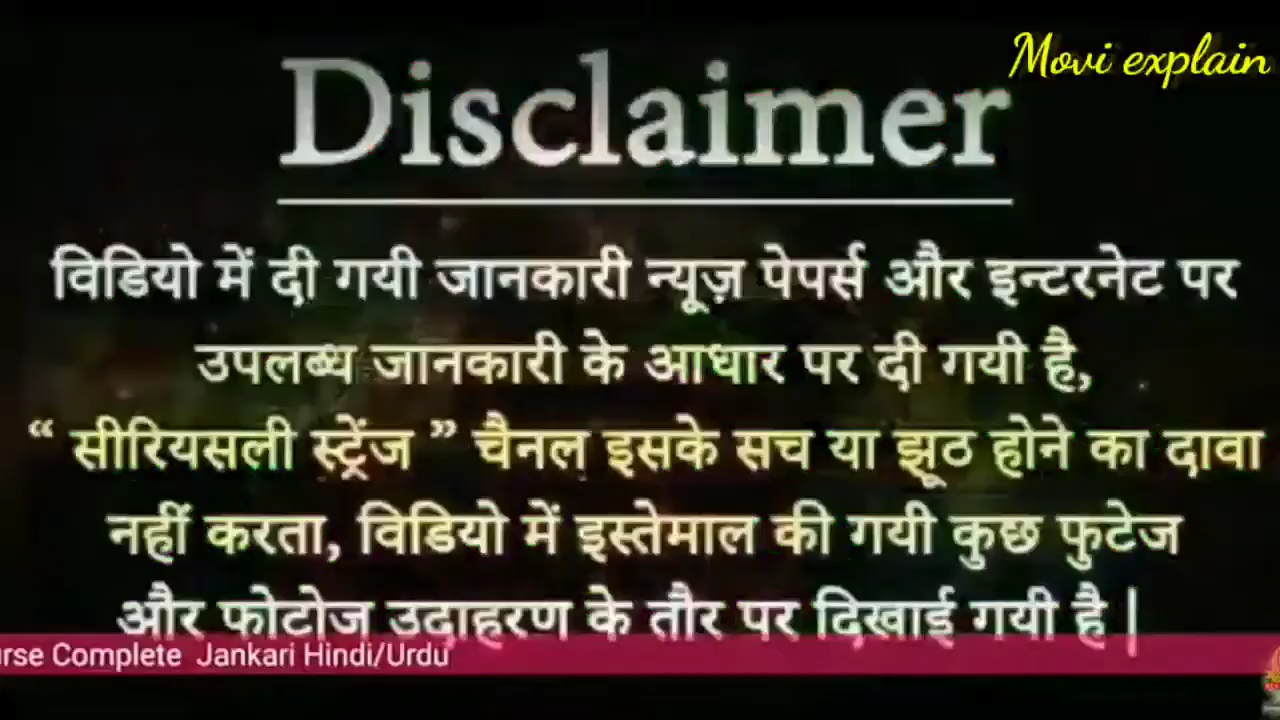 Movi explain
Disclaimer
विडियो में दी गयी जानकारी न्यूज़ पेपर्स और इन्टरनेट पर
उपलब्ध जानकारी के आधार पर दी गयी है,
“ सीरियसली स्ट्रेंज ” चैनल इसके सच या झूठ होने का दावा
नहीं करता, विडियो में इस्तेमाल की गयी कुछ फुटेज
और फोटोज उदाहरण के तौर पर दिखाई गयी है |
urse Complete Jankari Hindi/Urdu